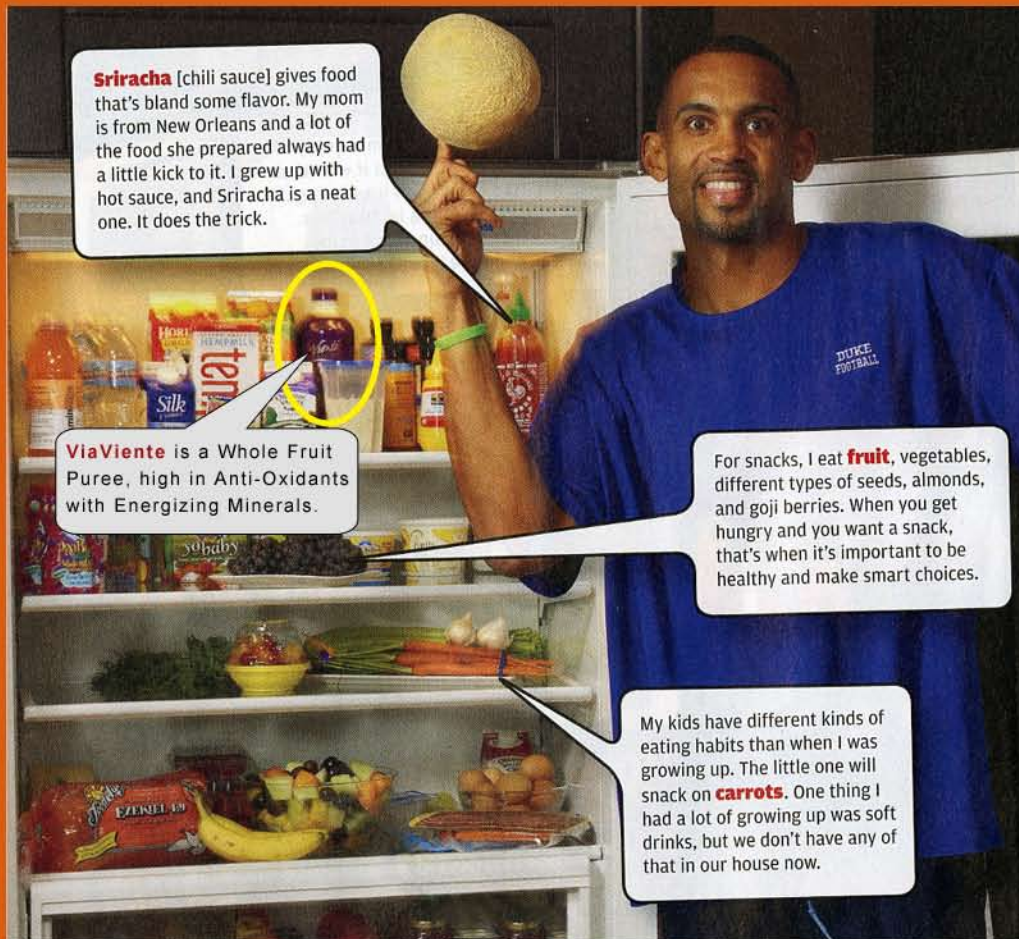 Sriracha [chili sauce] gives food
that's bland some flavor. My mom
is from New Orleans and a lot of
the food she prepared always had
a little kick to it. I grew up with
hot sauce, and Sriracha is a neat
one. It does the trick.
HEMPMILK
Silk
DUKE
FOOTBALL
ViaViente is a Whole Fruit
Puree, high in Anti-Oxidants
with Energizing Minerals.
For snacks, I eat fruit, vegetables,
different types of seeds, almonds,
and goji berries. When you get
hungry and you want a snack,
that's when it's important to be
healthy and make smart choices.
yobaby
My kids have different kinds of
eating habits than when I was
growing up. The little one will
snack on carrots. One thing I
had a lot of growing up was soft
drinks, but we don't have any of
that in our house now.
EZEKIEL 4:9